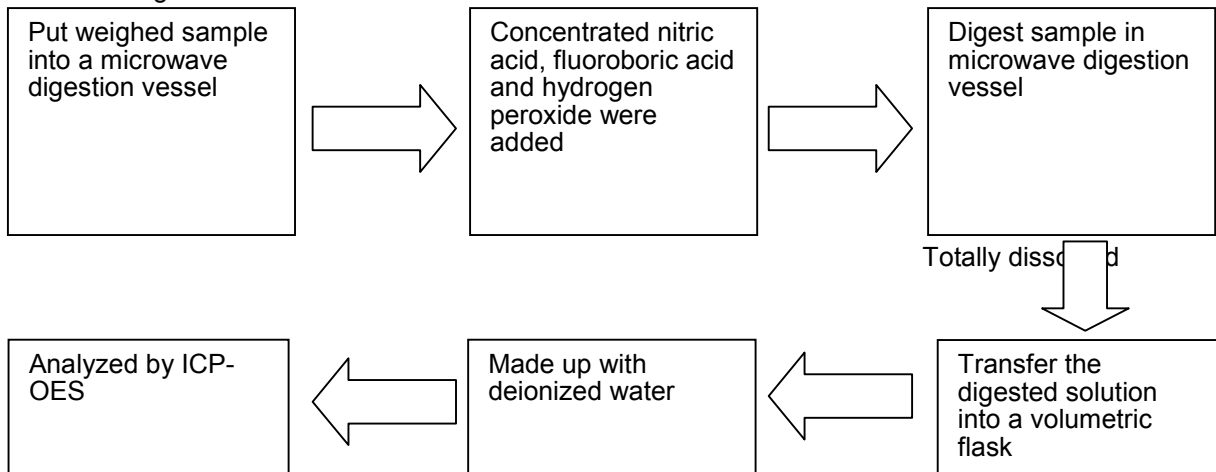 Put weighed sample
into a microwave
digestion vessel
Concentrated nitric
acid, fluoroboric acid
and hydrogen
peroxide were
added
Digest sample in
microwave digestion
vessel
Totally dissolved
Transfer the
digested solution
into a volumetric
flask
Made up with
deionized water
Analyzed by ICP-
OES